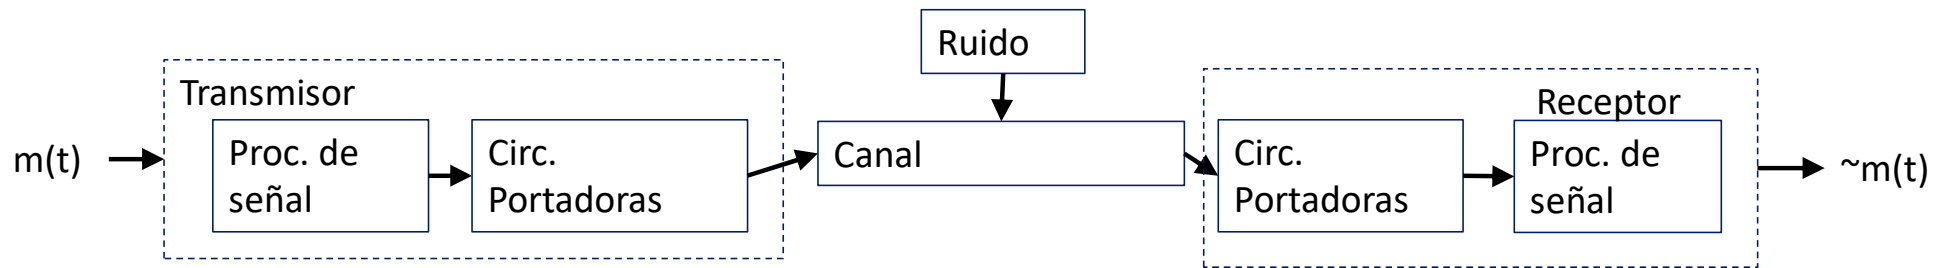 Ruido
Transmisor
Receptor
m(t)
Proc. de
señal
Circ.
Portadoras
Canal
Circ.
Portadoras
Proc. de
señal
~m(t)